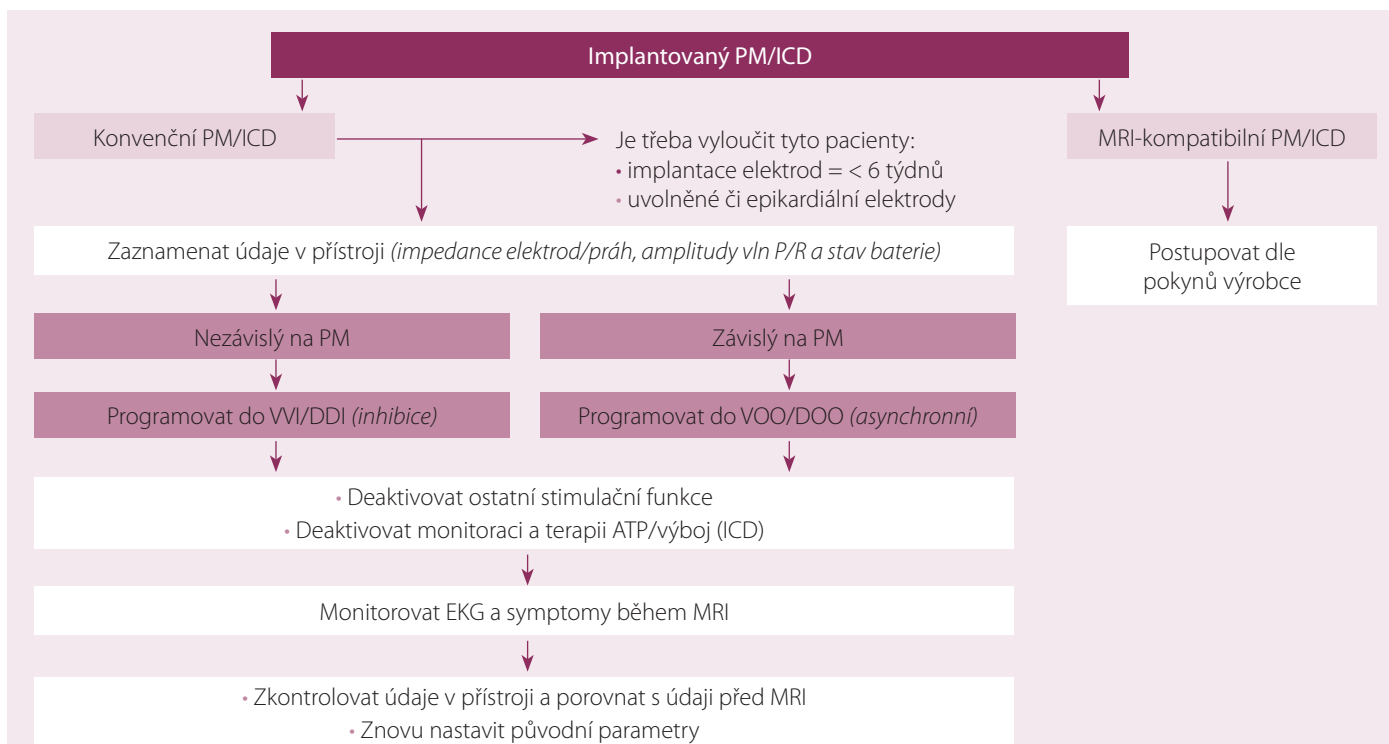 Implantovaný PM/ICD
Konvenční PM/ICD
Je třeba vyloučit tyto pacienty:
• implantace elektrod = < 6 týdnů
• uvolněné či epikardiální elektrody
MRI-kompatibilní PM/ICD
Zaznamenat údaje v přístroji (impedance elektrod/práh, amplitudy vln P/R a stav baterie)
Postupovat dle
pokynů výrobce
Nezávislý na PM
Závislý na PM
Programovat do VVI/DDI (inhibice)
Programovat do VOO/DOO (asynchronní)
• Deaktivovat ostatní stimulační funkce
• Deaktivovat monitoraci a terapii ATP/výboj (ICD)
Monitorovat EKG a symptomy během MRI
• Zkontrolovat údaje v přístroji a porovnat s údaji před MRI
• Znovu nastavit původní parametry